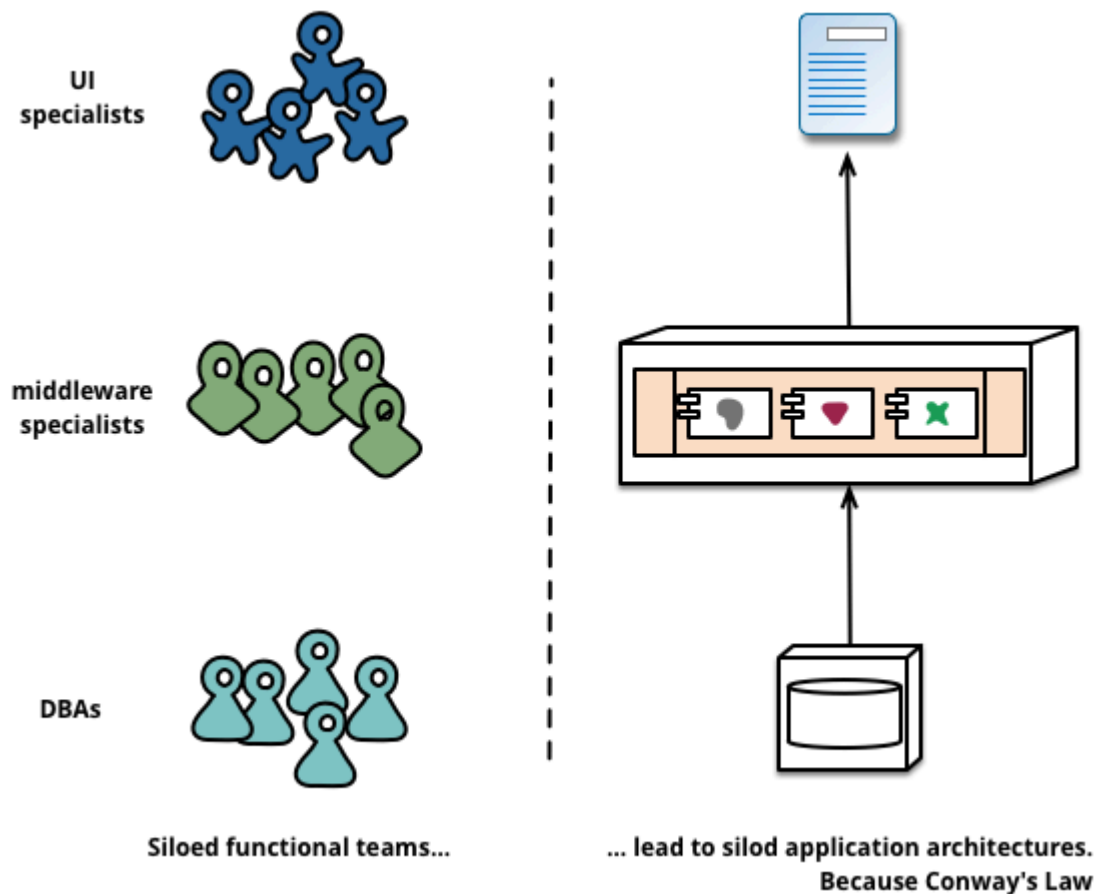 UI
specialists
middleware
specialists
DBAs
Siloed functional teams...
... lead to silod application architectures.
Because Conway's Law